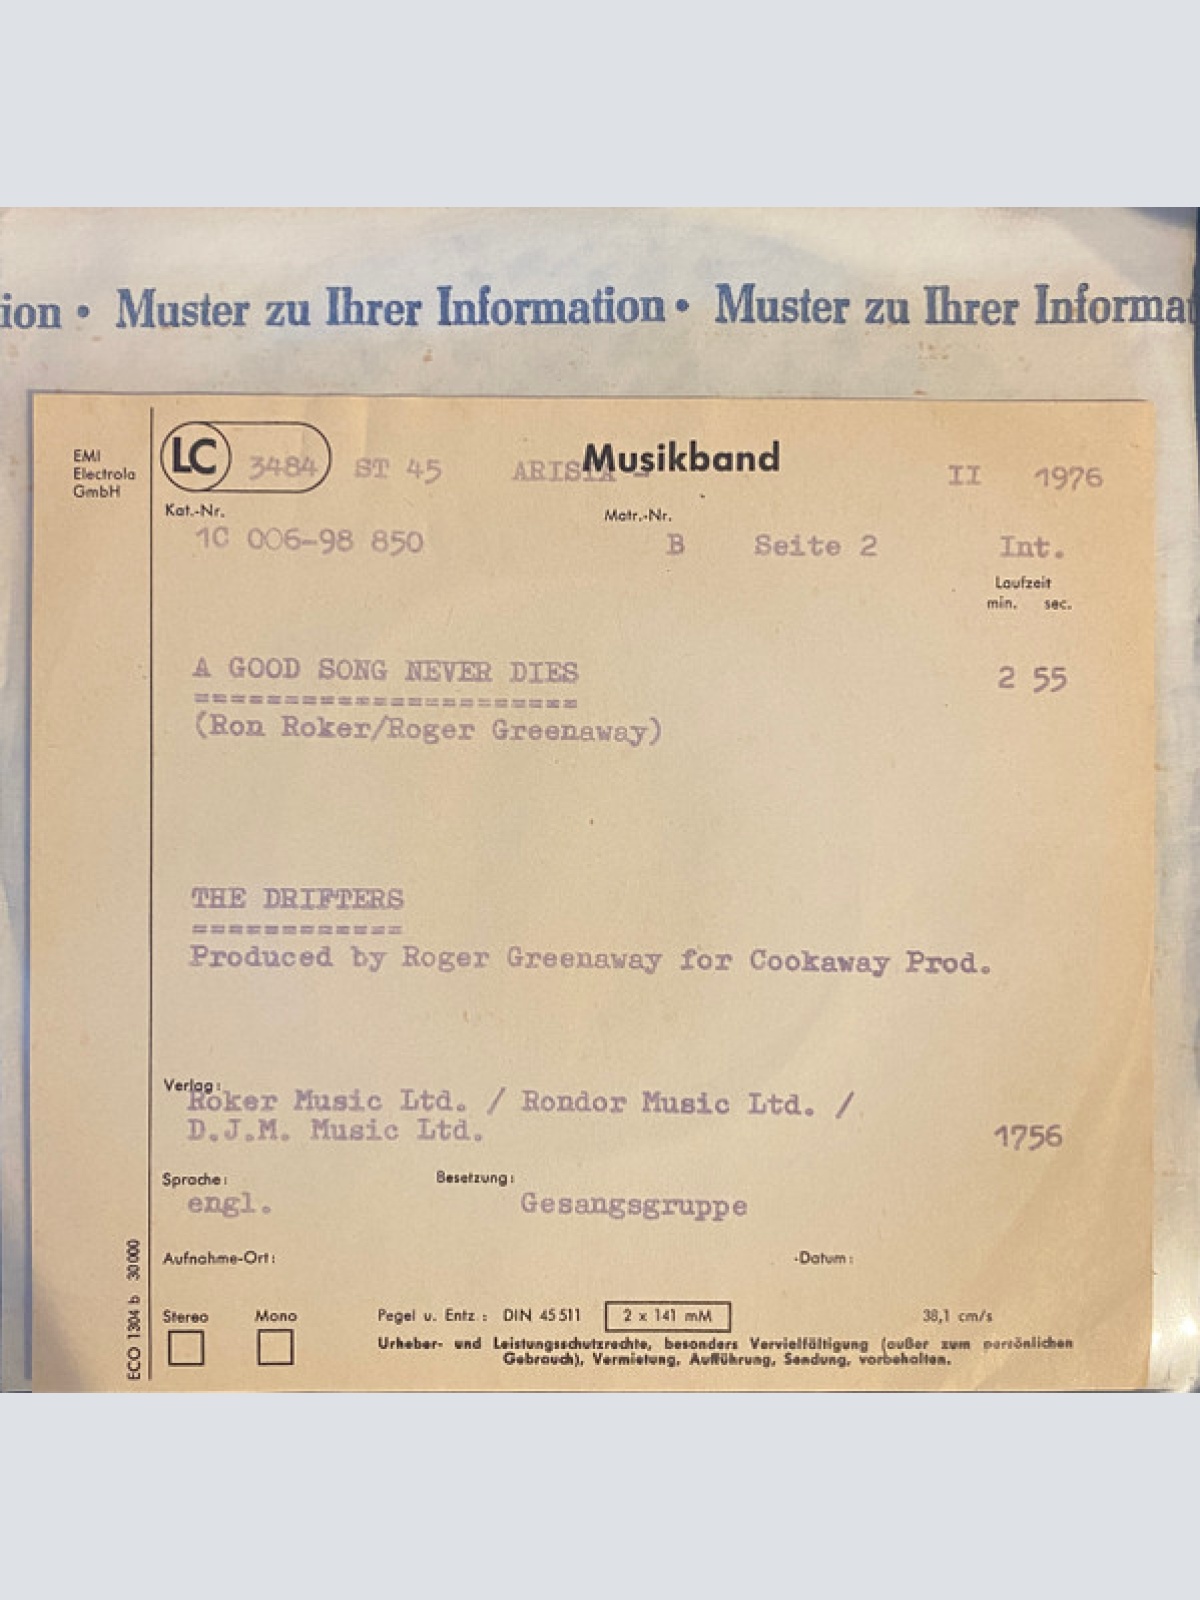 ion • Muster zu Ihrer Information • Muster zu Ihrer Informat
EMI
Electrola
GmbH
LC 3484 ST 45 ARISTA - Musikband II 1976
Kat.-Nr. Matr.-Nr.
1C 006-98 850 B Seite 2 Int.
Laufzeit
min. sec.
A GOOD SONG NEVER DIES 2 55
======================
(Ron Roker/Roger Greenaway)
THE DRIFTERS
============
Produced by Roger Greenaway for Cookaway Prod.
Verlag:
Roker Music Ltd. / Rondor Music Ltd. /
D.J.M. Music Ltd. 1756
Sprache: Besetzung:
engl. Gesangsgruppe
Aufnahme-Ort: -Datum:
Stereo Mono Pegel u. Entz.: DIN 45 511 2 x 141 mM 38,1 cm/s
Urheber- und Leistungsschutzrechte, besonders Vervielfältigung (außer zum persönlichen
Gebrauch), Vermietung, Aufführung, Sendung, vorbehalten.
ECO 1304 b 30 000